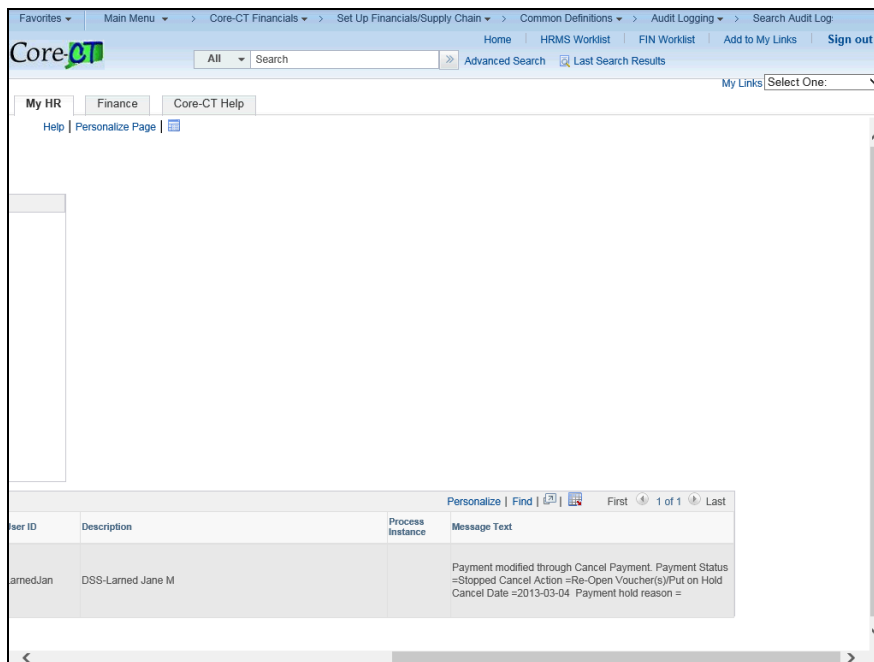 Favorites Main Menu > Core-CT Financials > Set Up Financials/Supply Chain > Common Definitions > Audit Logging > Search Audit Log
Home HRMS Worklist FIN Worklist Add to My Links Sign out
Core-CT
All Search » Advanced Search Last Search Results
My Links Select One:
My HR Finance Core-CT Help
Help | Personalize Page |
Personalize | Find | | First 1 of 1 Last
User ID Description Process Instance Message Text
Payment modified through Cancel Payment. Payment Status
arnedJan DSS-Larned Jane M =Stopped Cancel Action =Re-Open Voucher(s)/Put on Hold
Cancel Date =2013-03-04 Payment hold reason =